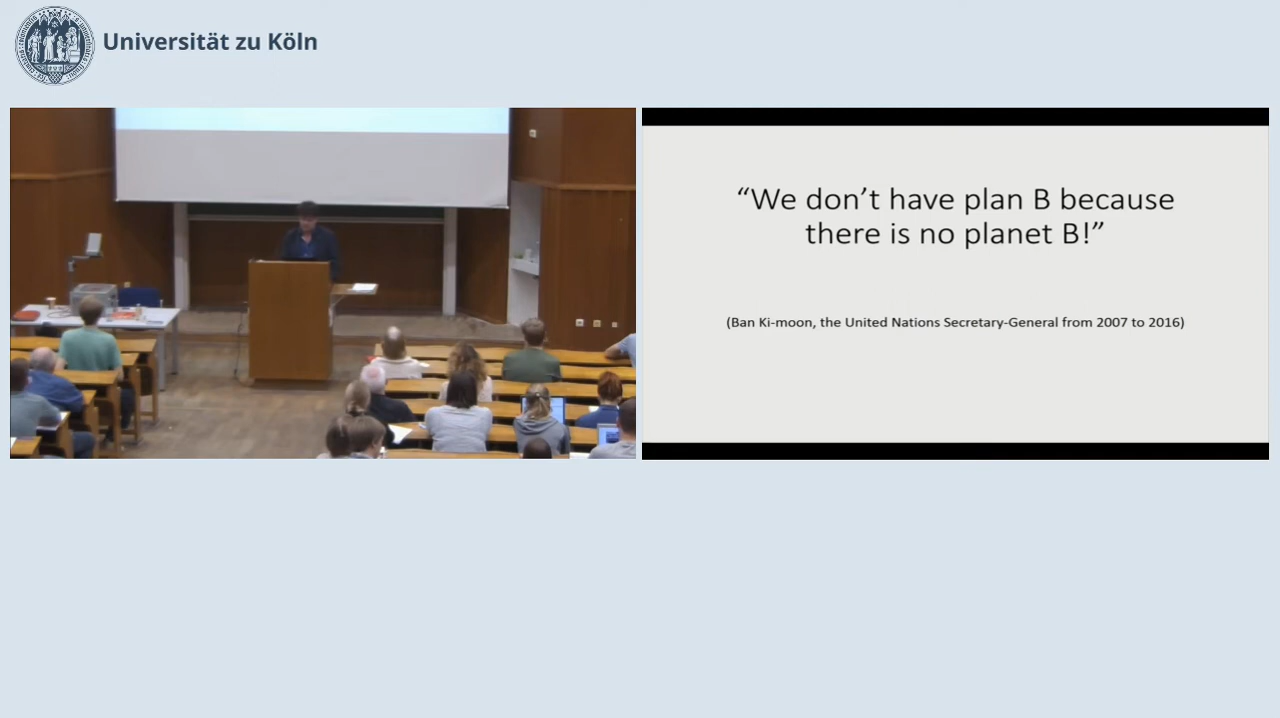 Universität zu Köln
“We don’t have plan B because
there is no planet B!”
(Ban Ki-moon, the United Nations Secretary-General from 2007 to 2016)